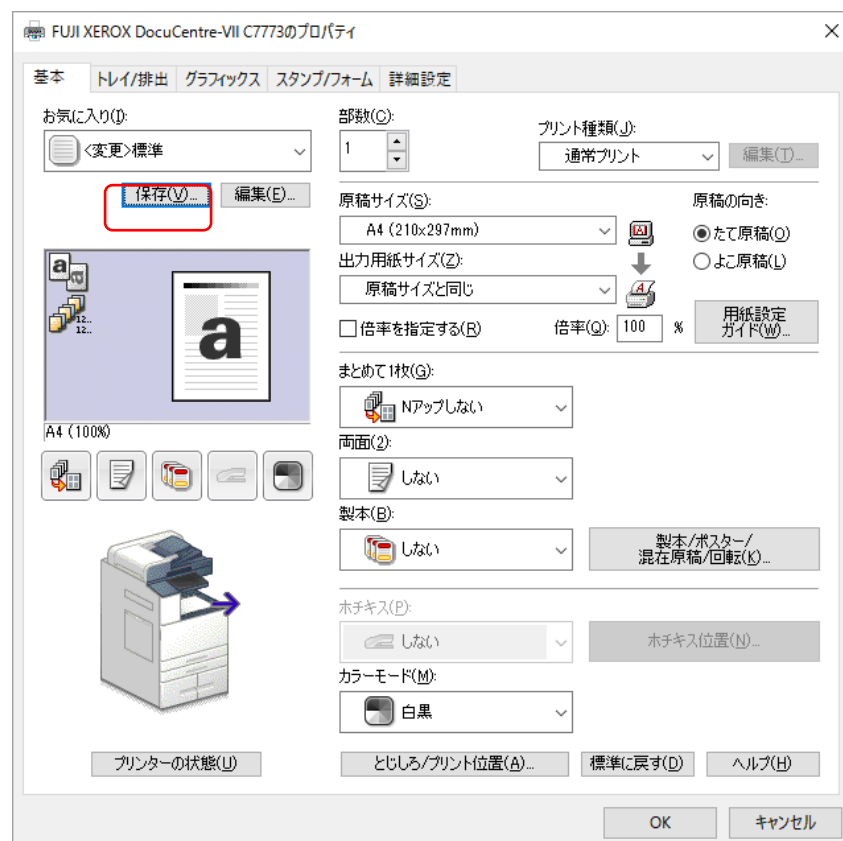 FUJI XEROX DocuCentre-VII C7773のプロパティ
基本 トレイ/排出 グラフィックス スタンプ/フォーム 詳細設定
お気に入り(I):
<変更>標準
保存(V)... 編集(E)...
a
a
12..
12..
a
A4 (100%)
プリンターの状態(U)
部数(C):
1
プリント種類(J):
通常プリント 編集(T)...
原稿サイズ(S):
A4 (210x297mm)
原稿の向き:
たて原稿(O)
よこ原稿(L)
出力用紙サイズ(Z):
原稿サイズと同じ
倍率を指定する(R) 倍率(Q): 100 %
用紙設定
ガイド(W)...
まとめて1枚(G):
Nアップしない
両面(2):
しない
製本(B):
しない
製本/ポスター/
混在原稿/回転(K)...
ホチキス(P):
しない ホチキス位置(N)...
カラーモード(M):
白黒
とじしろ/プリント位置(A)... 標準に戻す(D) ヘルプ(H)
OK キャンセル